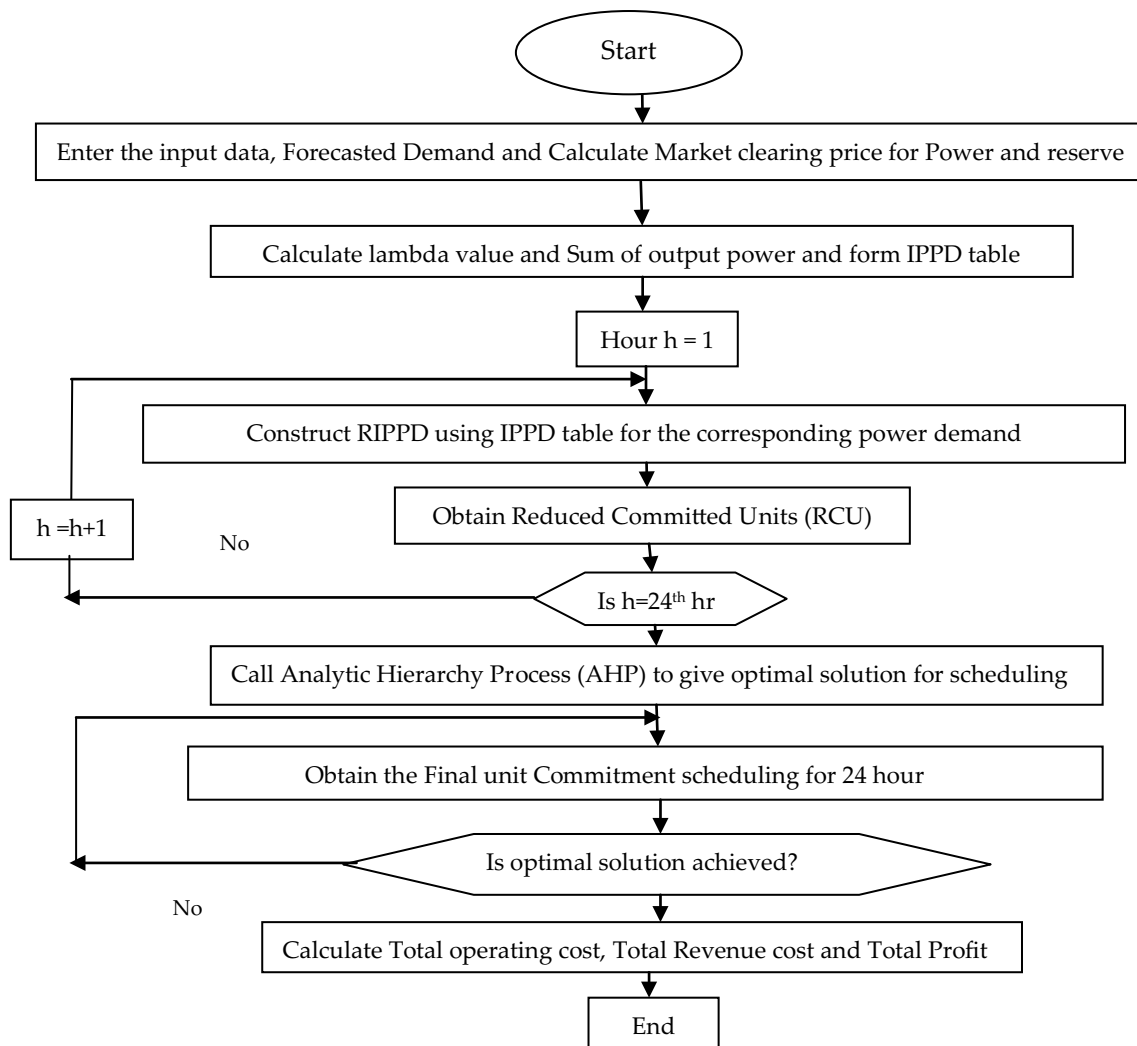 Start
Enter the input data, Forecasted Demand and Calculate Market clearing price for Power and reserve
Calculate lambda value and Sum of output power and form IPPD table
Hour h = 1
Construct RIPPD using IPPD table for the corresponding power demand
h =h+1
Obtain Reduced Committed Units (RCU)
No
Is h=24th hr
Call Analytic Hierarchy Process (AHP) to give optimal solution for scheduling
Obtain the Final unit Commitment scheduling for 24 hour
Is optimal solution achieved?
No
Calculate Total operating cost, Total Revenue cost and Total Profit
End